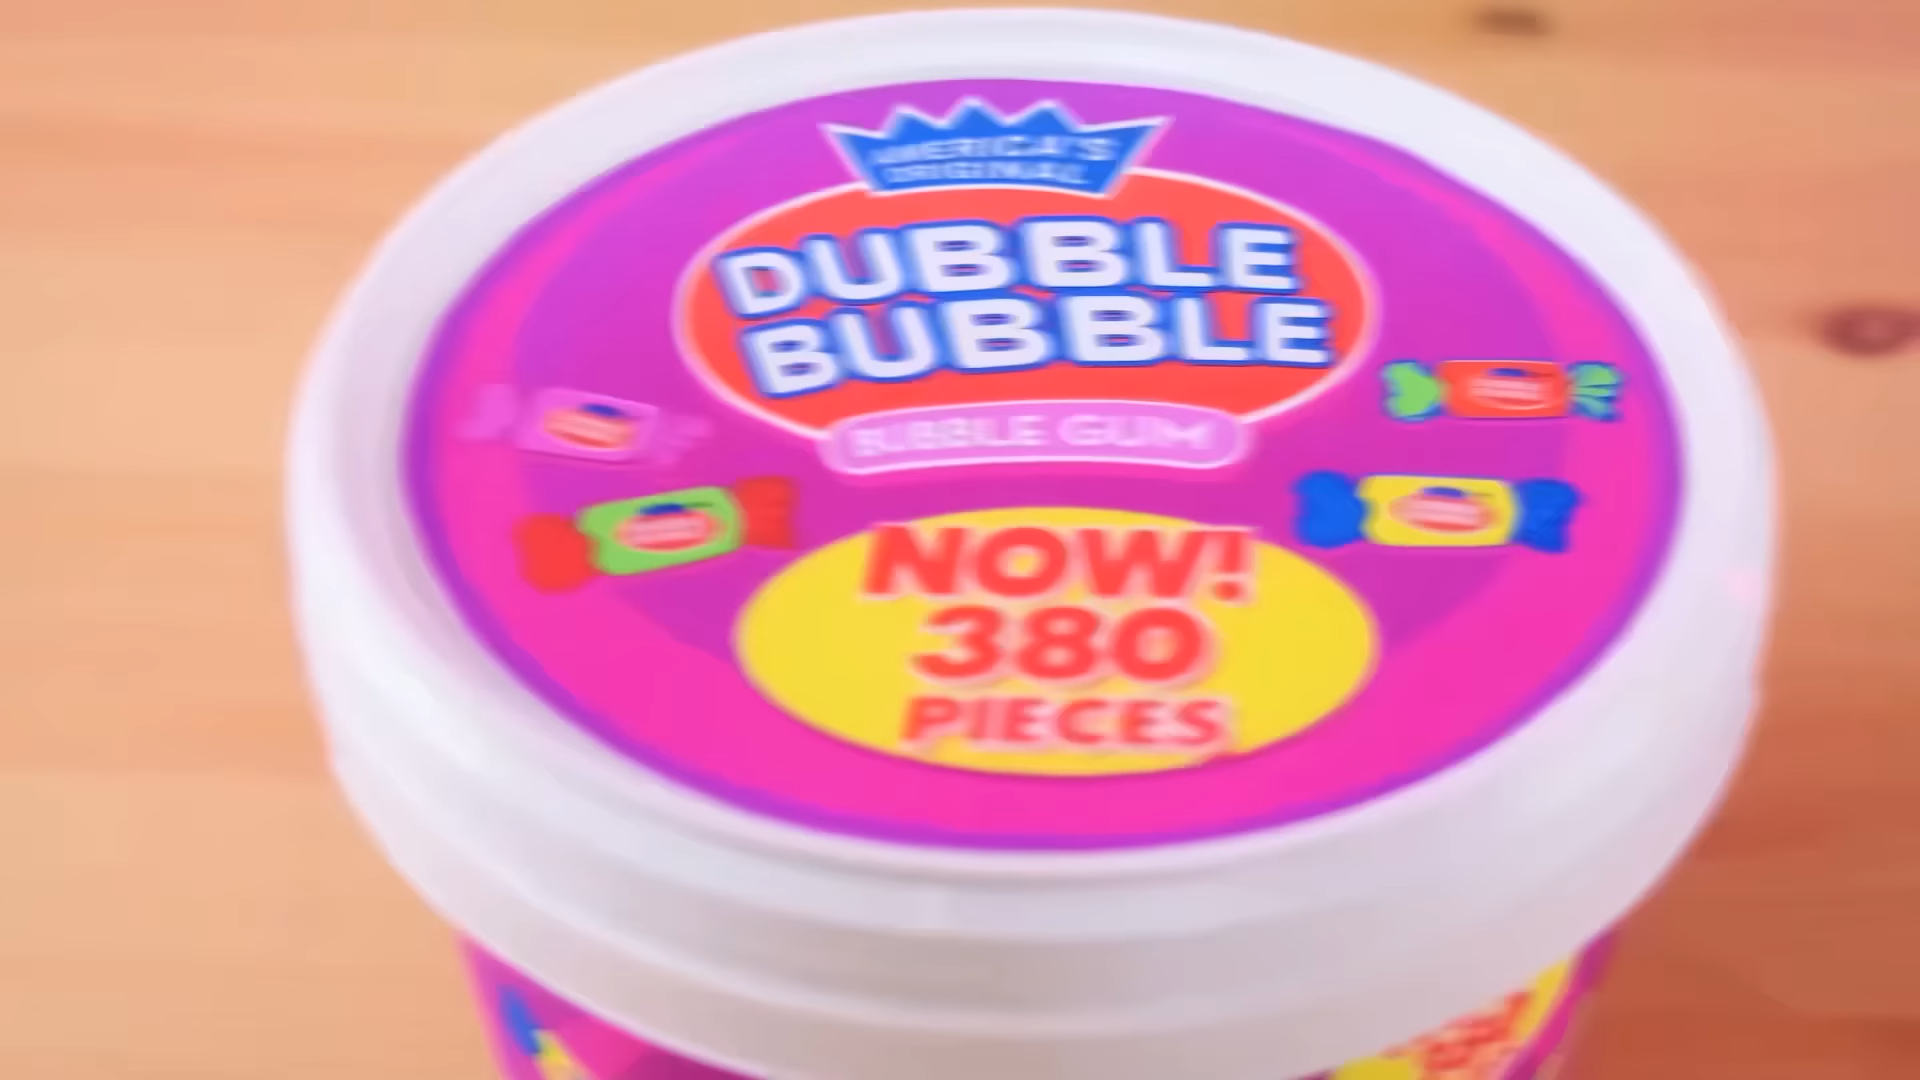 AMERICA'S
ORIGINAL
DUBBLE
BUBBLE
BUBBLE GUM
NOW!
380
PIECES